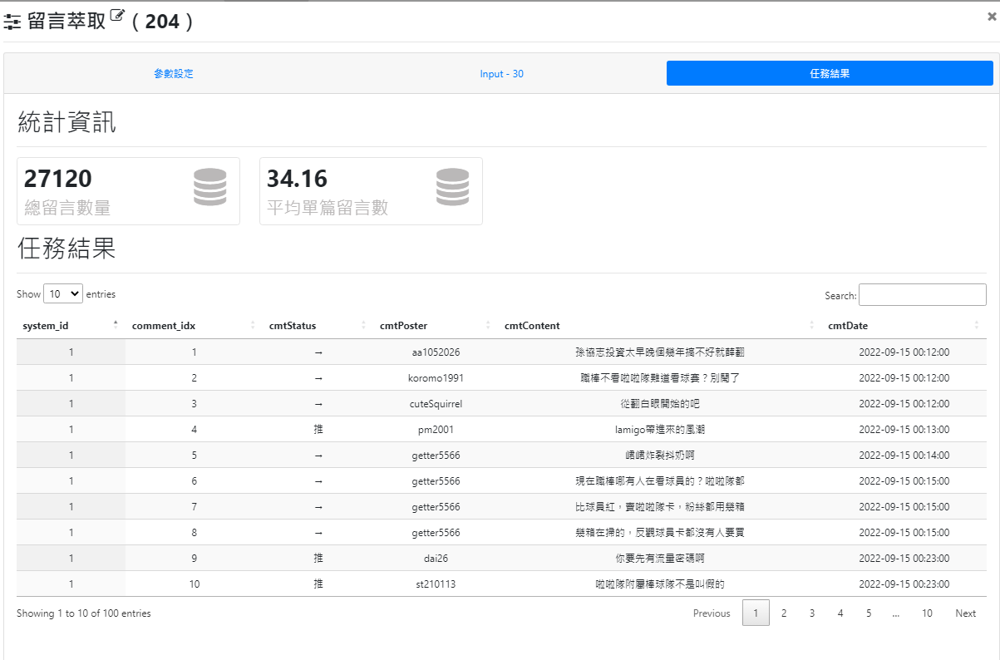 留言萃取 ( 204 )
×
參數設定 Input - 30 任務結果
統計資訊
27120 34.16
總留言數量 平均單篇留言數
任務結果
Show 10 entries Search:
system_id comment_idx cmtStatus cmtPoster cmtContent cmtDate
1 1 → aa1052026 孫協志投資太早晚個幾年搞不好就薛翻 2022-09-15 00:12:00
1 2 → koromo1991 職棒不看啦啦隊難道看球賽？別鬧了 2022-09-15 00:12:00
1 3 → cuteSquirrel 從翻白眼開始的吧 2022-09-15 00:12:00
1 4 推 pm2001 lamigo帶進來的風潮 2022-09-15 00:13:00
1 5 → getter5566 峮峮炸裂抖奶啊 2022-09-15 00:14:00
1 6 → getter5566 現在職棒哪有人在看球員的？啦啦隊都 2022-09-15 00:15:00
1 7 → getter5566 比球員紅，賣啦啦隊卡，粉絲都用幾箱 2022-09-15 00:15:00
1 8 → getter5566 幾箱在掃的，反觀球員卡都沒有人要買 2022-09-15 00:15:00
1 9 推 dai26 你要先有流量密碼啊 2022-09-15 00:23:00
1 10 推 st210113 啦啦隊附屬棒球隊不是叫假的 2022-09-15 00:23:00
Showing 1 to 10 of 100 entries Previous 1 2 3 4 5 ... 10 Next